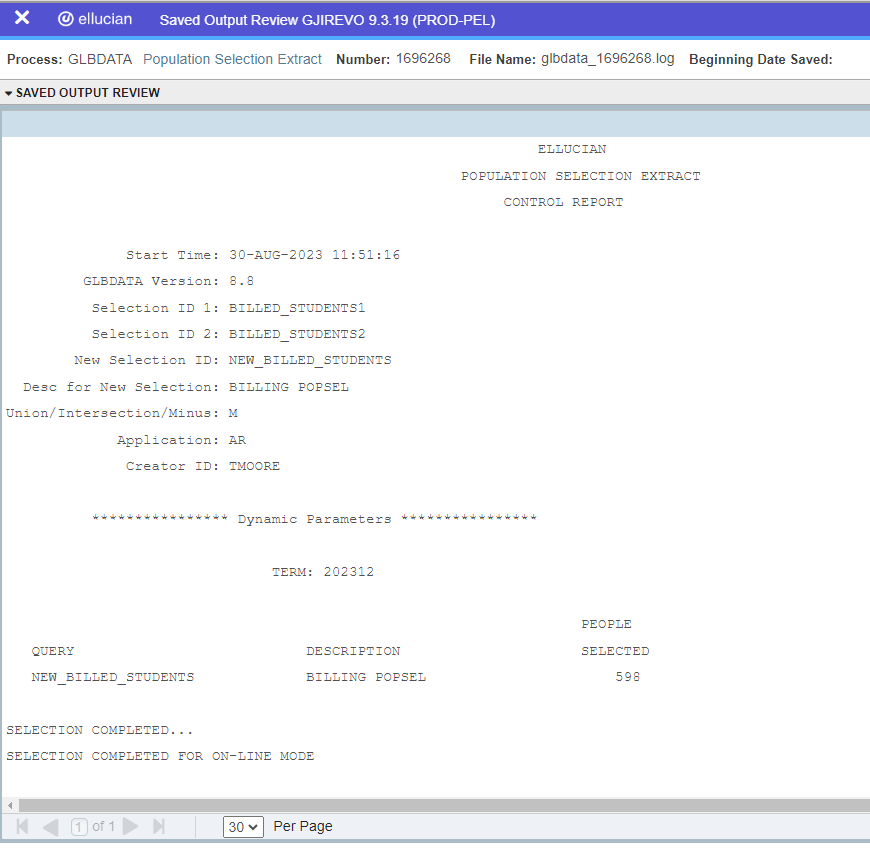 ellucian Saved Output Review GJIREVO 9.3.19 (PROD-PEL)
Process: GLBDATA Population Selection Extract Number: 1696268 File Name: glbdata_1696268.log Beginning Date Saved:
SAVED OUTPUT REVIEW
ELLUCIAN
POPULATION SELECTION EXTRACT
CONTROL REPORT
Start Time: 30-AUG-2023 11:51:16
GLBDATA Version: 8.8
Selection ID 1: BILLED_STUDENTS1
Selection ID 2: BILLED_STUDENTS2
New Selection ID: NEW_BILLED_STUDENTS
Desc for New Selection: BILLING POPSEL
Union/Intersection/Minus: M
Application: AR
Creator ID: TMOORE
**************** Dynamic Parameters ****************
TERM: 202312
PEOPLE
QUERY DESCRIPTION SELECTED
NEW_BILLED_STUDENTS BILLING POPSEL 598
SELECTION COMPLETED...
SELECTION COMPLETED FOR ON-LINE MODE
1 of 1 30 Per Page